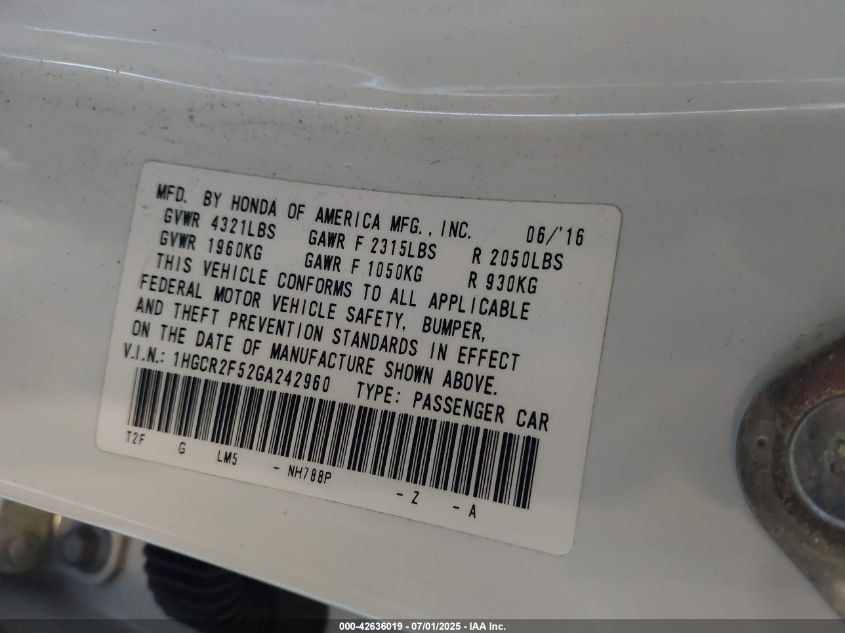 MFD. BY HONDA OF AMERICA MFG., INC. 06/'16
GVWR 4321LBS GAWR F 2315LBS R 2050LBS
GVWR 1960KG GAWR F 1050KG R 930KG
THIS VEHICLE CONFORMS TO ALL APPLICABLE
FEDERAL MOTOR VEHICLE SAFETY, BUMPER,
AND THEFT PREVENTION STANDARDS IN EFFECT
ON THE DATE OF MANUFACTURE SHOWN ABOVE.
V.I.N.: 1HGCR2F52GA242960 TYPE: PASSENGER CAR
T2F G LM5 - NH788P - Z - A
000-42636019 - 07/01/2025 - IAA Inc.